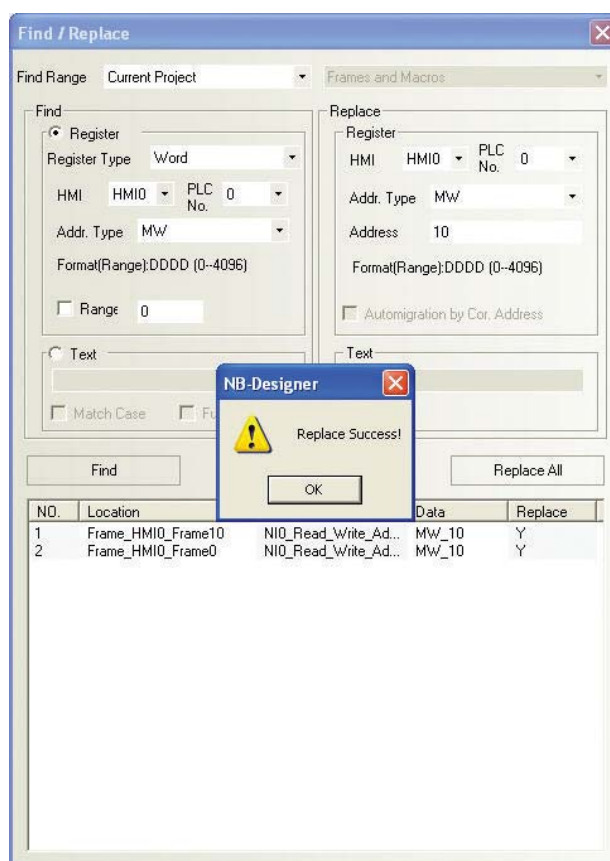 Find / Replace
Find Range Current Project Frames and Macros
Find
Register
Register Type Word
HMI HMI0 PLC No. 0
Addr. Type MW
Format(Range):DDDD (0--4096)
Range 0
Text
Match Case Fu
Replace
Register
HMI HMI0 PLC No. 0
Addr. Type MW
Address 10
Format(Range):DDDD (0--4096)
Automigration by Cor. Address
Text
NB-Designer
Replace Success!
OK
Find
Replace All
NO. Location Data Replace
1 Frame_HMI0_Frame10 NI0_Read_Write_Ad... MW_10 Y
2 Frame_HMI0_Frame0 NI0_Read_Write_Ad... MW_10 Y